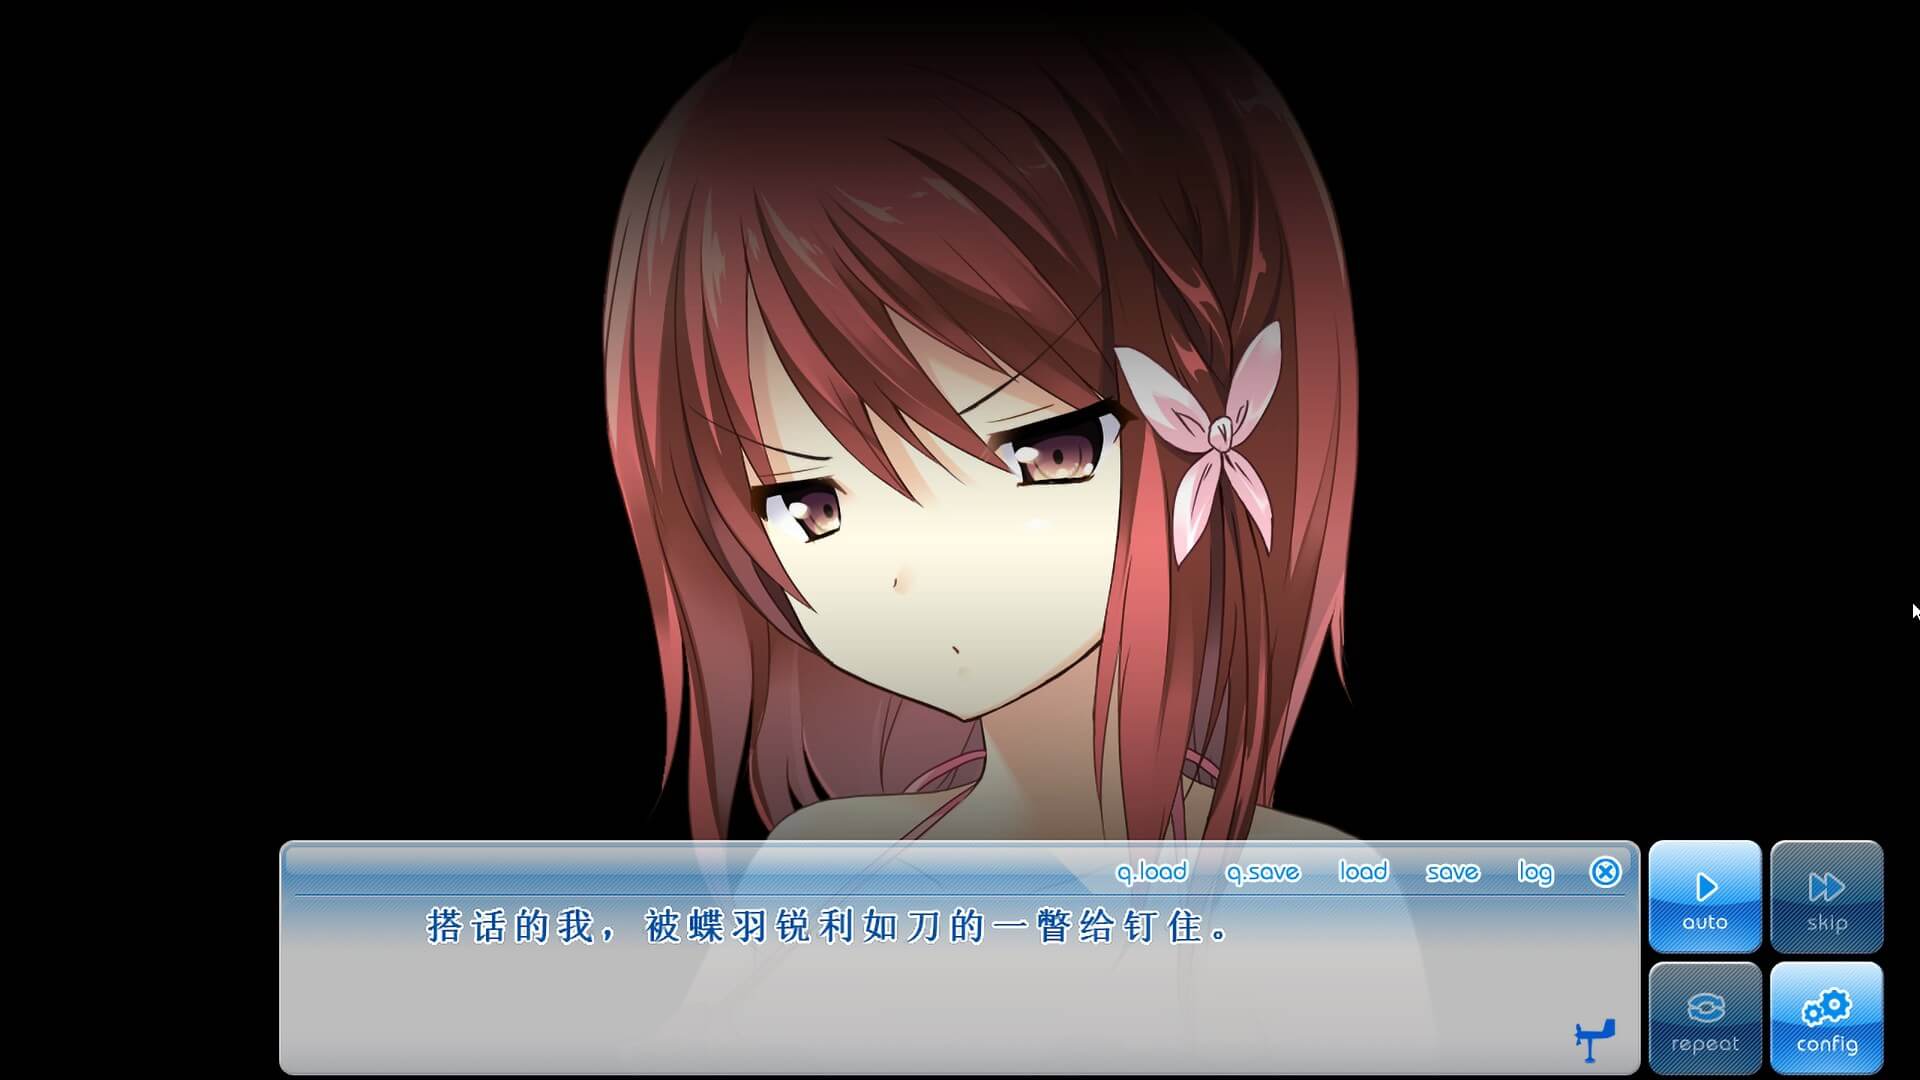 q.load q.save load save log
搭话的我，被蝶羽锐利如刀的一瞥给钉住。
auto
skip
repeat
config